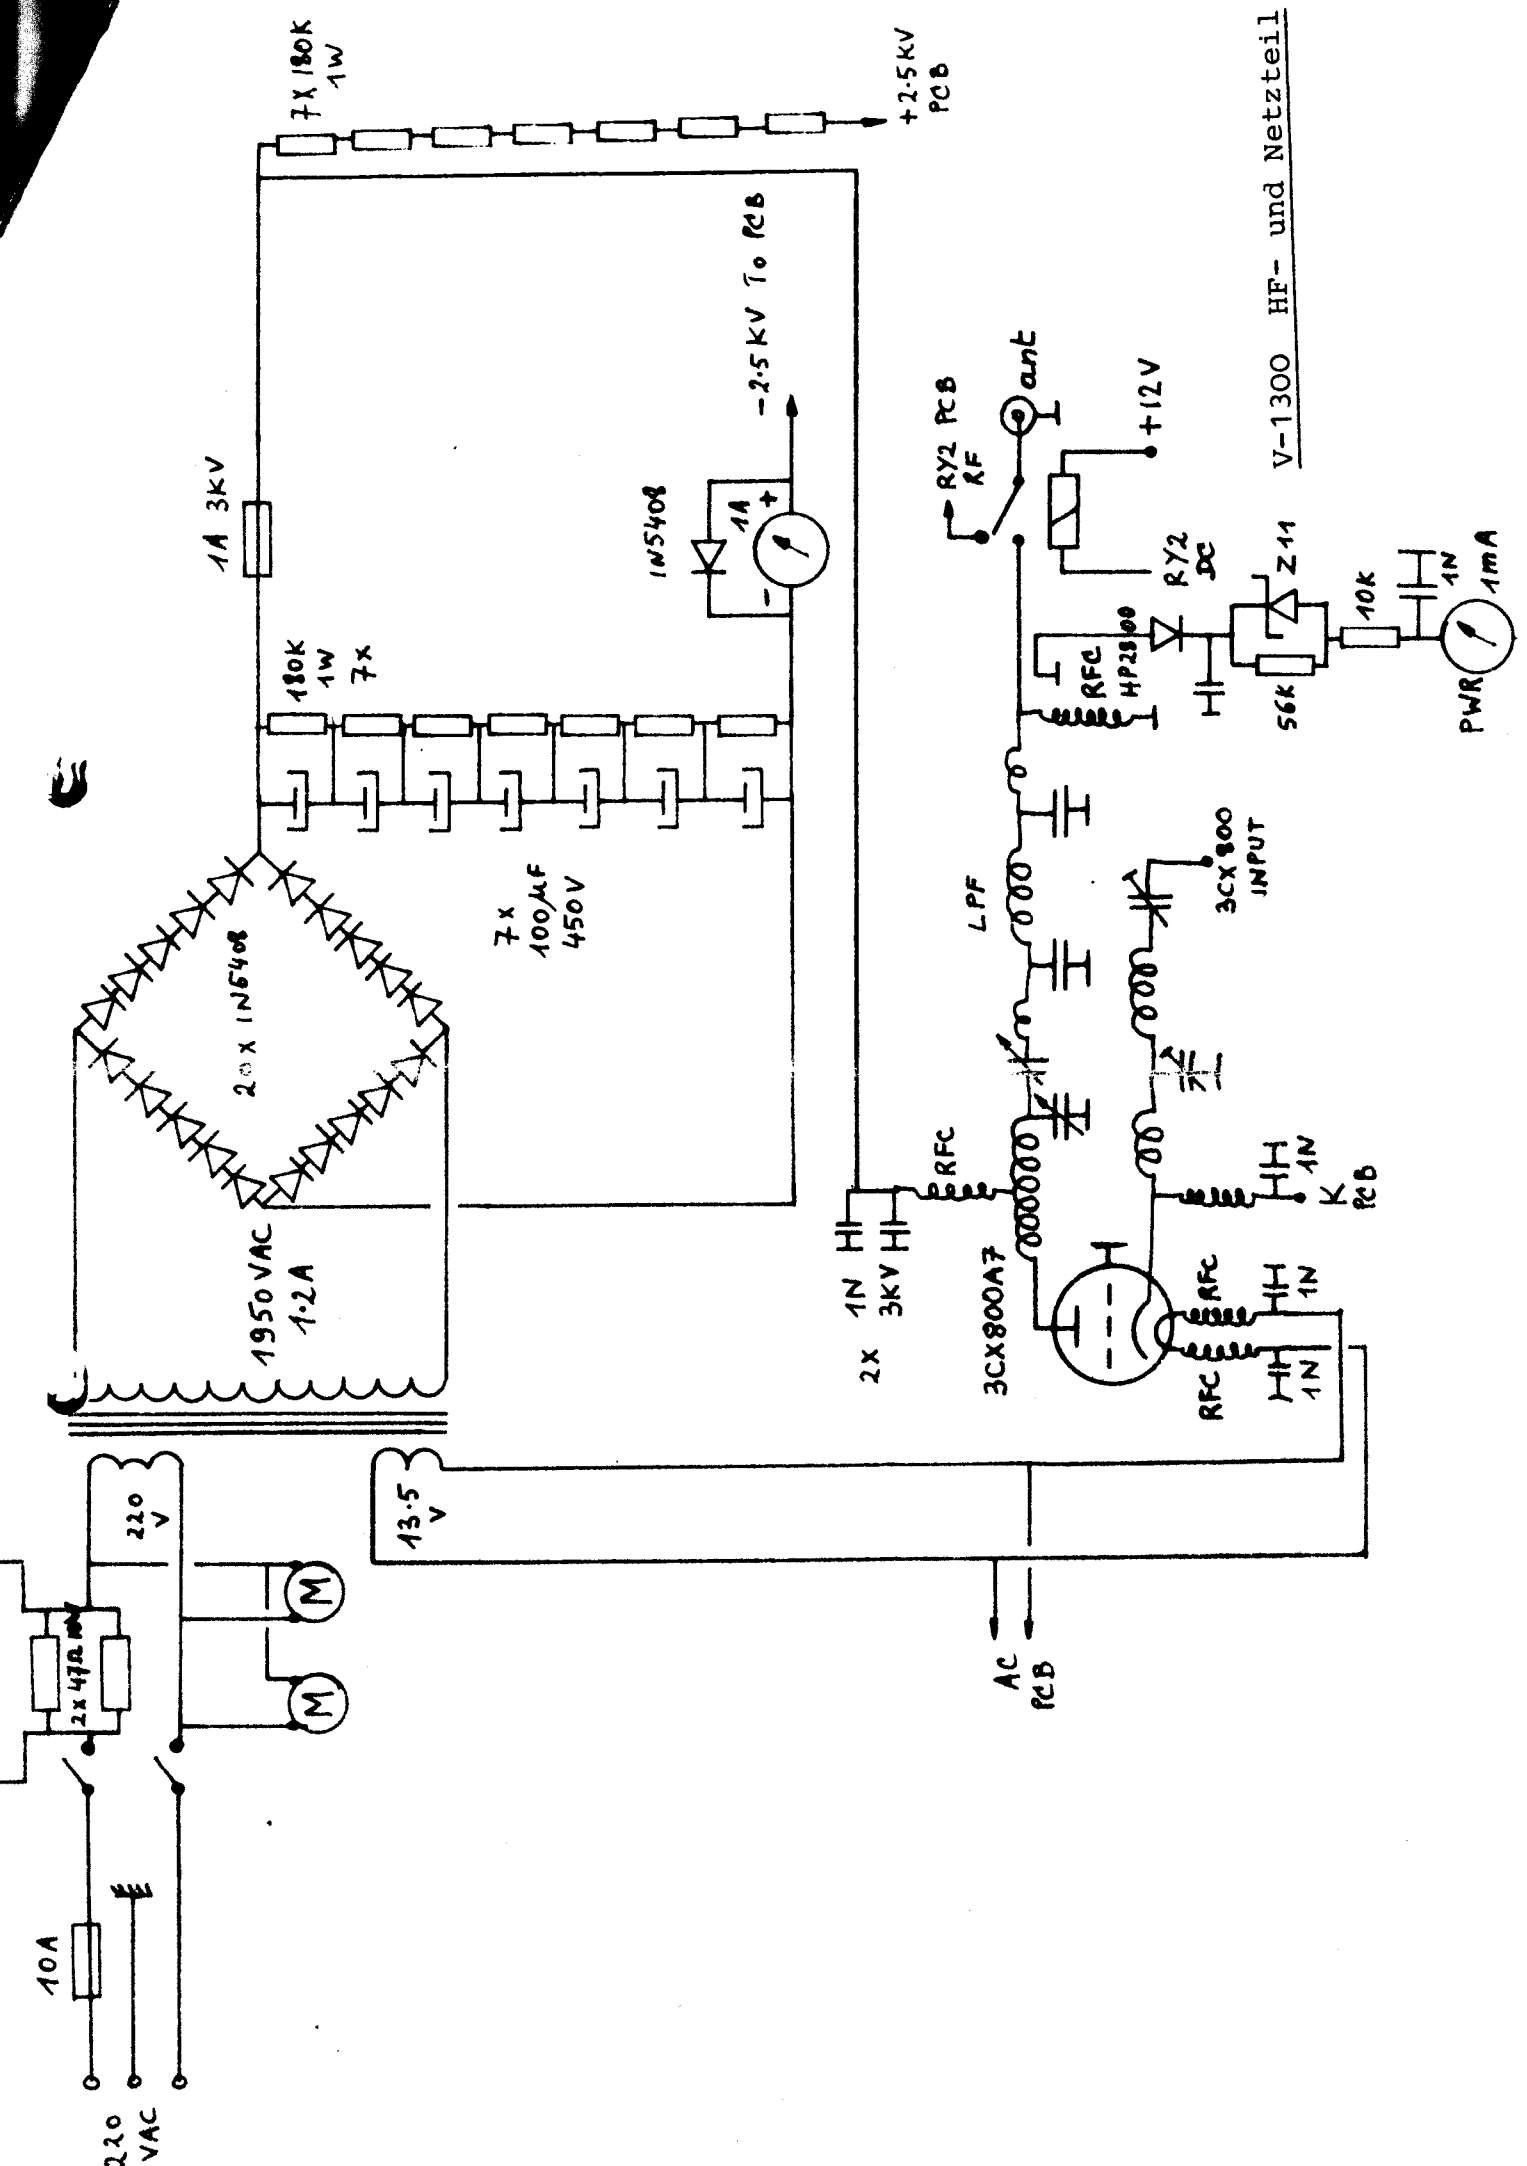 220
VAC
10A
2x 47Ω
220
V
M
M
13.5
V
AC
PCB
1950VAC
1.2A
20 x 1N5408
7x
100µF
450V
180K
1W
7x
1A 3KV
7X 180K
1W
+2.5KV
PCB
1N5408
1A
+
-
-2.5KV To PCB
2x
1N
3KV
RFC
3CX800A7
RFC
1N
RFC
1N
1N
K
PCB
LPF
3CX800
INPUT
RFC
HP2800
RY2 PCB
RF
ant
+12V
RY2
DC
56K
Z11
10K
1N
PWR
1mA
V-1300 HF- und Netzteil